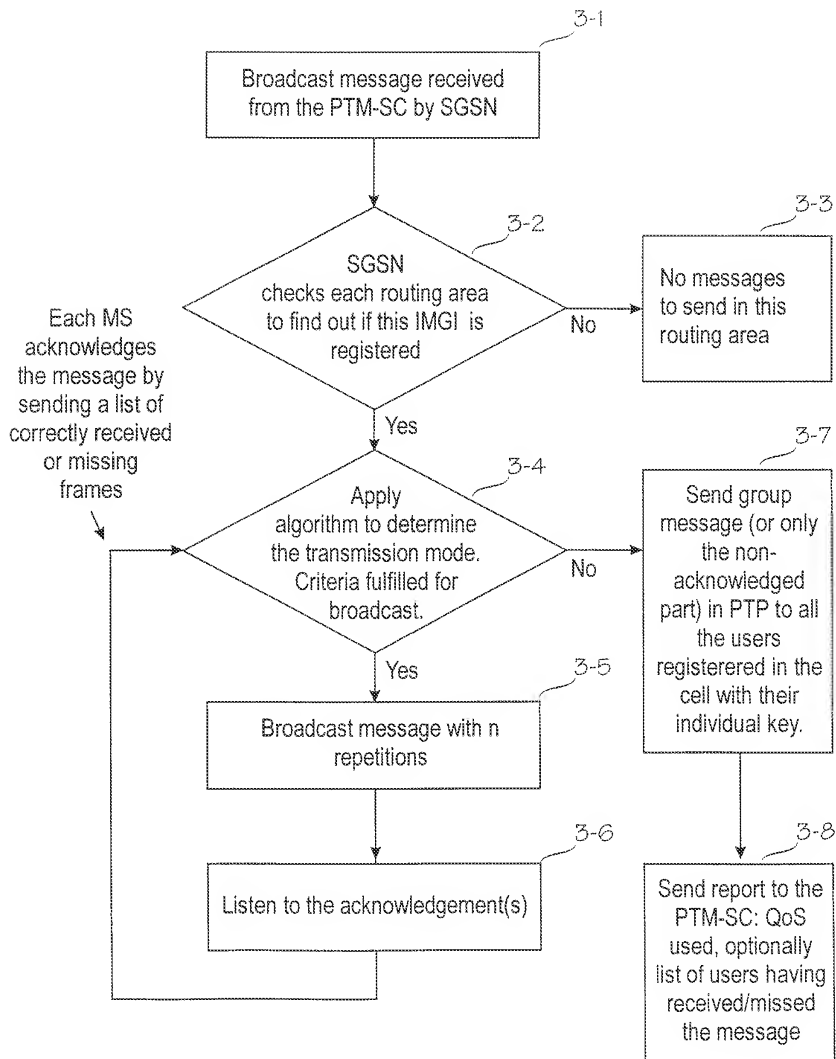 3-1
Broadcast message received
from the PTM-SC by SGSN
3-2
SGSN
checks each routing area
to find out if this IMGI is
registered
No
3-3
No messages
to send in this
routing area
Yes
Each MS
acknowledges
the message by
sending a list of
correctly received
or missing
frames
3-4
Apply
algorithm to determine
the transmission mode.
Criteria fulfilled for
broadcast.
No
3-7
Send group
message (or only
the non-
acknowledged
part) in PTP to all
the users
registerered in the
cell with their
individual key.
Yes
3-5
Broadcast message with n
repetitions
3-6
Listen to the acknowledgement(s)
3-8
Send report to the
PTM-SC: QoS
used, optionally
list of users having
received/missed
the message